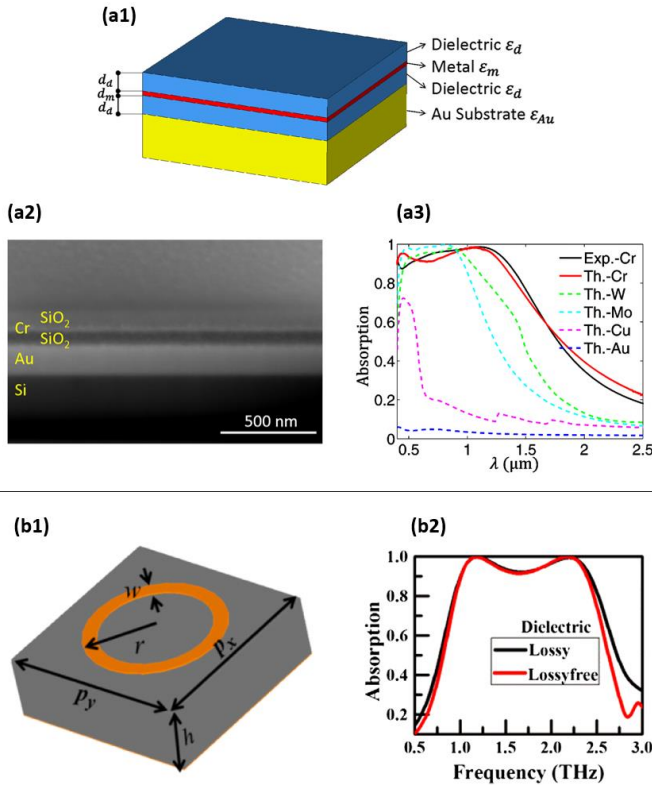 (a1)
Dielectric ε_d
Metal ε_m
Dielectric ε_d
Au Substrate ε_Au
d_d
d_m
d_d
(a2)
SiO₂
Cr
SiO₂
Au
Si
500 nm
(a3)
Absorption
1
0.8
0.6
0.4
0.2
0
0.5 1 1.5 2 2.5
λ (μm)
Exp.-Cr
Th.-Cr
Th.-W
Th.-Mo
Th.-Cu
Th.-Au
(b1)
w
r
p_x
p_y
h
(b2)
Absorption
1.0
0.8
0.6
0.4
0.2
0.5 1.0 1.5 2.0 2.5 3.0
Frequency (THz)
Dielectric
Lossy
Lossyfree